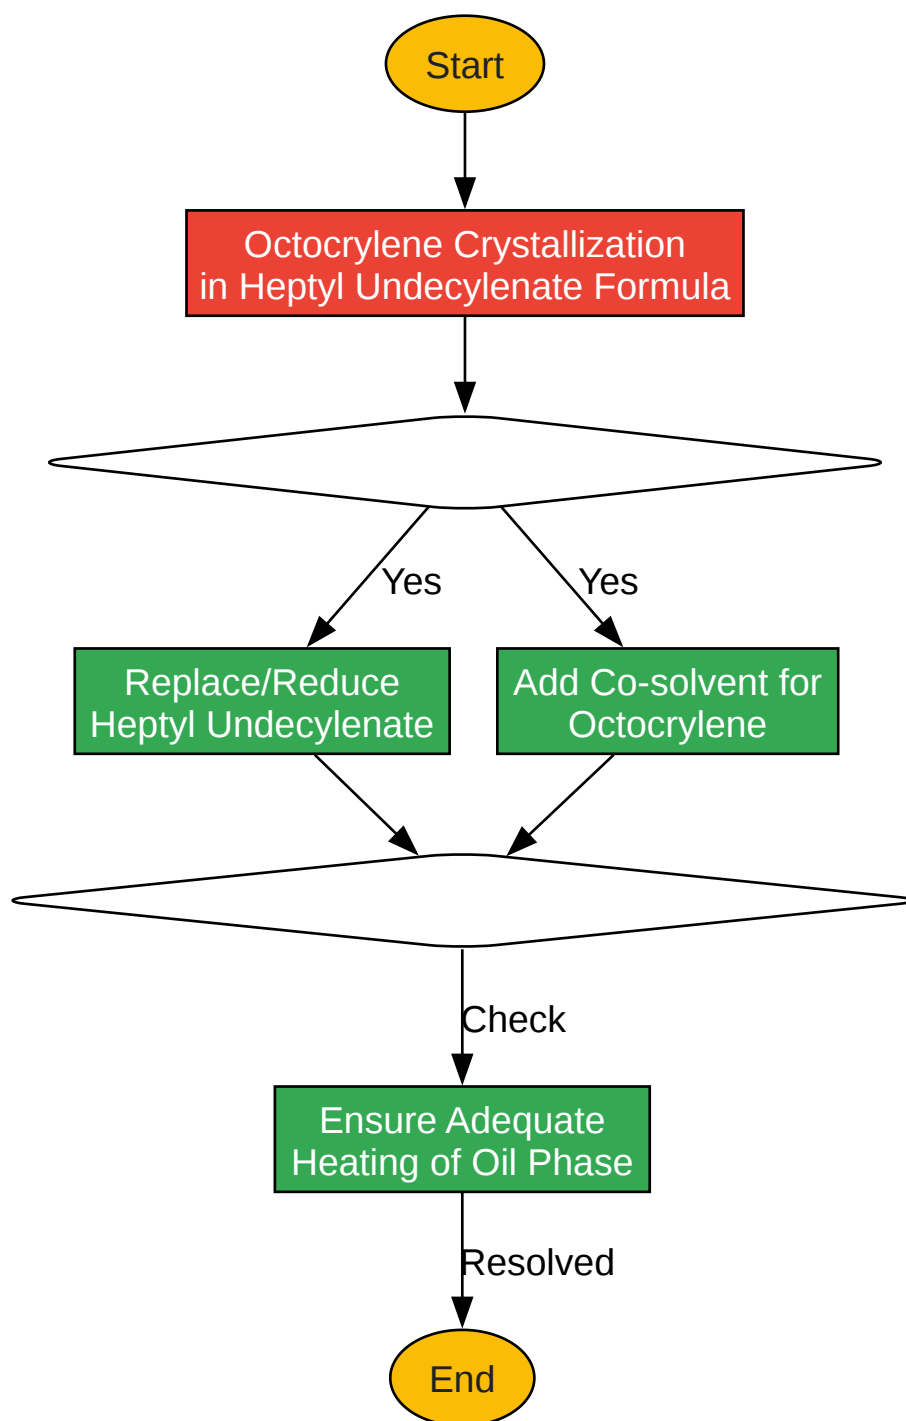 Start
Octocrylene Crystallization
in Heptyl Undecylenate Formula
Yes
Yes
Replace/Reduce
Heptyl Undecylenate
Add Co-solvent for
Octocrylene
Check
Ensure Adequate
Heating of Oil Phase
Resolved
End